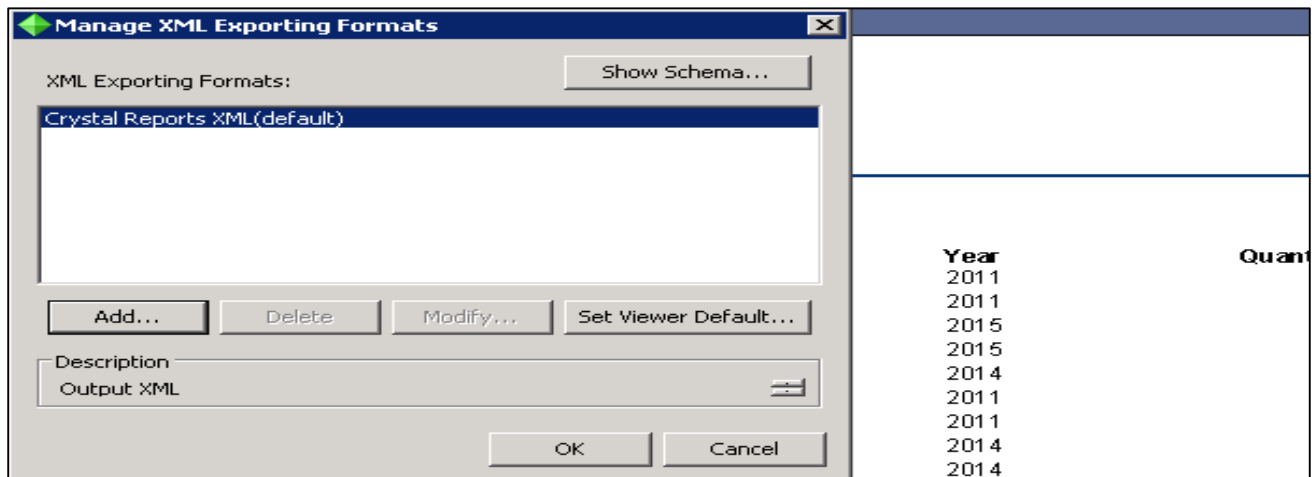 Manage XML Exporting Formats
XML Exporting Formats:
Show Schema...
Crystal Reports XML(default)
Add...
Delete
Modify...
Set Viewer Default...
Description
Output XML
OK
Cancel
Year
Quant
2011
2011
2015
2015
2014
2011
2011
2014
2014